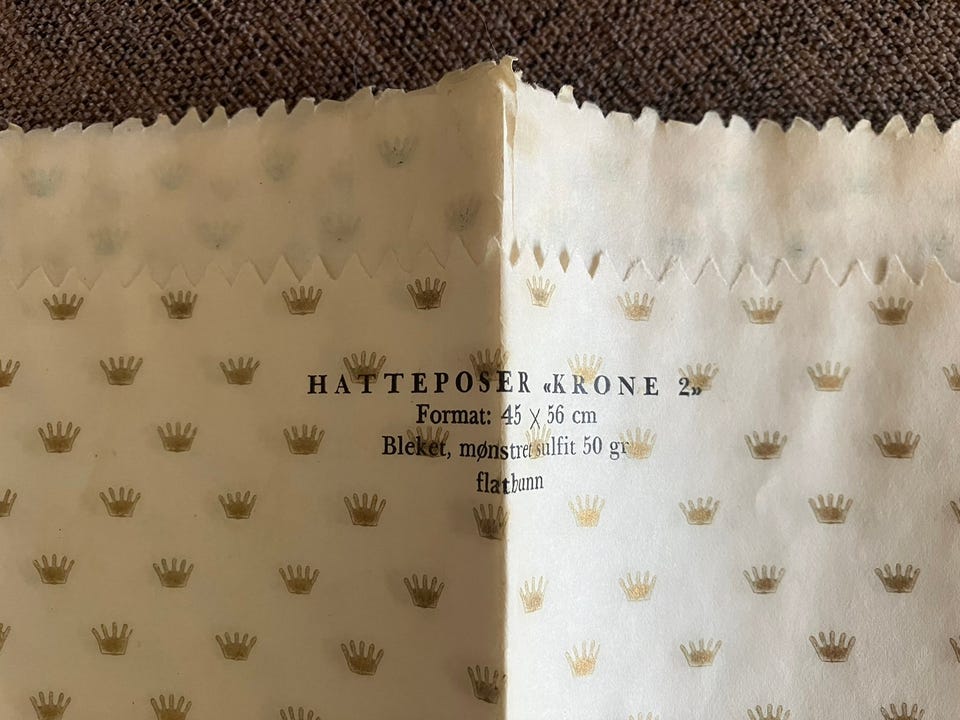 HATTEPOSER «KRONE 2»
Format: 45 × 56 cm
Bleket, mønstret sulfit 50 gr
flatbunn